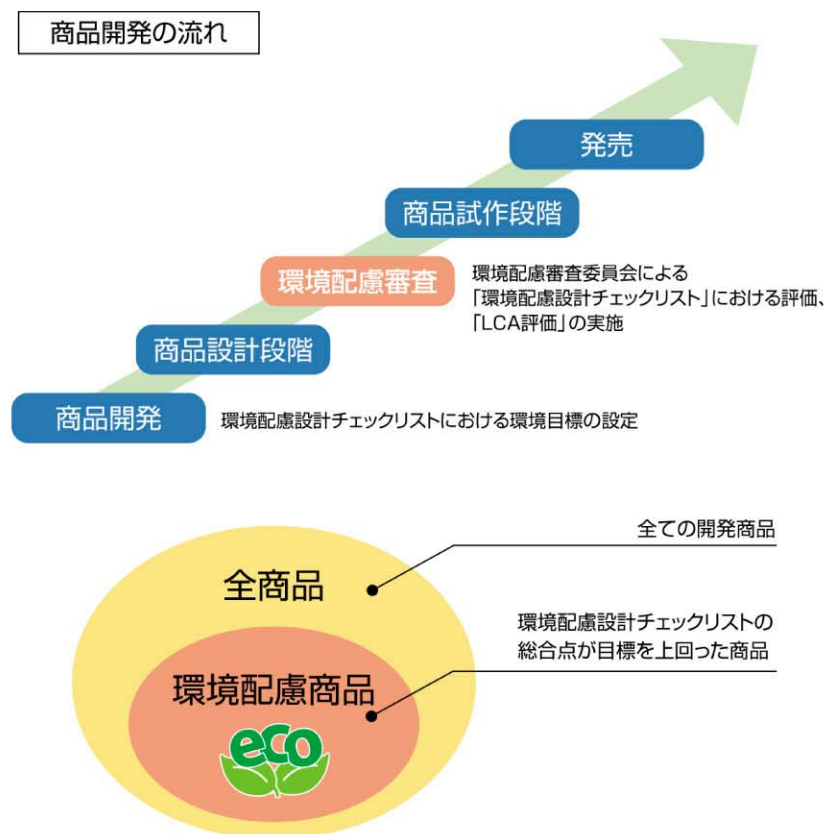 商品開発の流れ
発売
商品試作段階
環境配慮審査
環境配慮審査委員会による
「環境配慮設計チェックリスト」における評価、
「LCA評価」の実施
商品設計段階
商品開発
環境配慮設計チェックリストにおける環境目標の設定
全ての開発商品
全商品
環境配慮設計チェックリストの
総合点が目標を上回った商品
環境配慮商品
eco